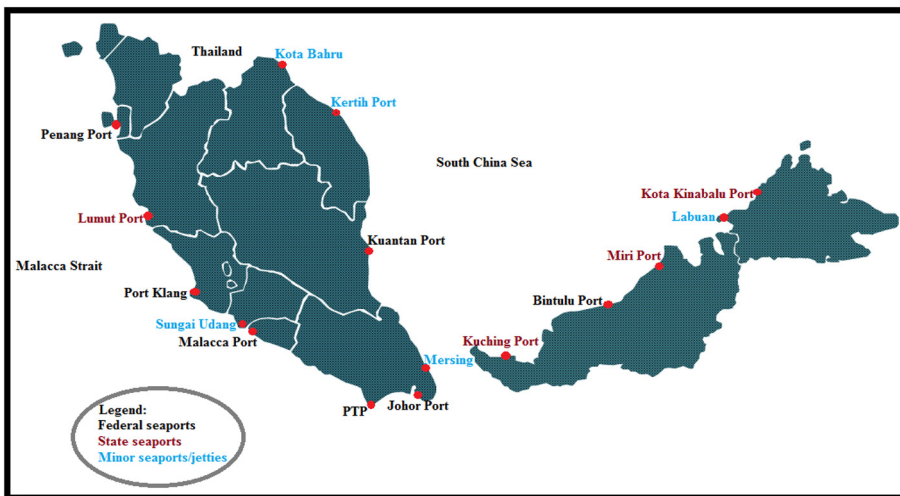 Thailand
Kota Bahru
Kertih Port
Penang Port
South China Sea
Kota Kinabalu Port
Lumut Port
Labuan
Kuantan Port
Miri Port
Malacca Strait
Port Klang
Bintulu Port
Sungai Udang
Malacca Port
Kuching Port
Mersing
PTP
Johor Port
Legend:
Federal seaports
State seaports
Minor seaports/jetties